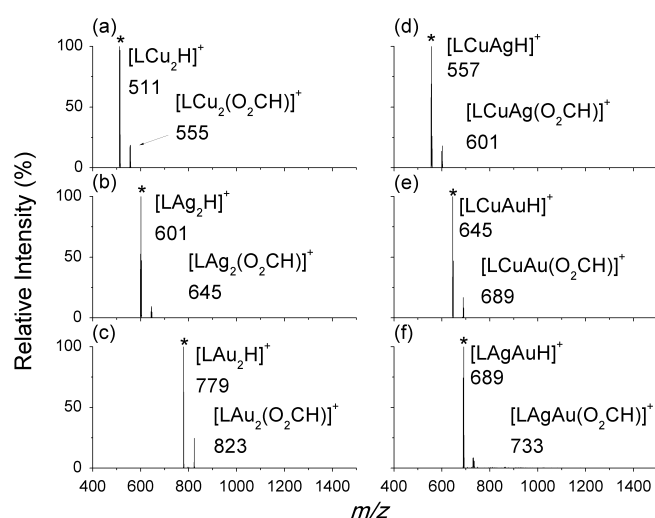 Relative Intensity (%)
(a)
100
50
0
*
[LCu₂H]⁺
511
[LCu₂(O₂CH)]⁺
555
(b)
100
50
0
*
[LAg₂H]⁺
601
[LAg₂(O₂CH)]⁺
645
(c)
100
50
0
*
[LAu₂H]⁺
779
[LAu₂(O₂CH)]⁺
823
400 600 800 1000 1200 1400
(d)
*
[LCuAgH]⁺
557
[LCuAg(O₂CH)]⁺
601
(e)
*
[LCuAuH]⁺
645
[LCuAu(O₂CH)]⁺
689
(f)
*
[LAgAuH]⁺
689
[LAgAu(O₂CH)]⁺
733
400 600 800 1000 1200 1400
m/z